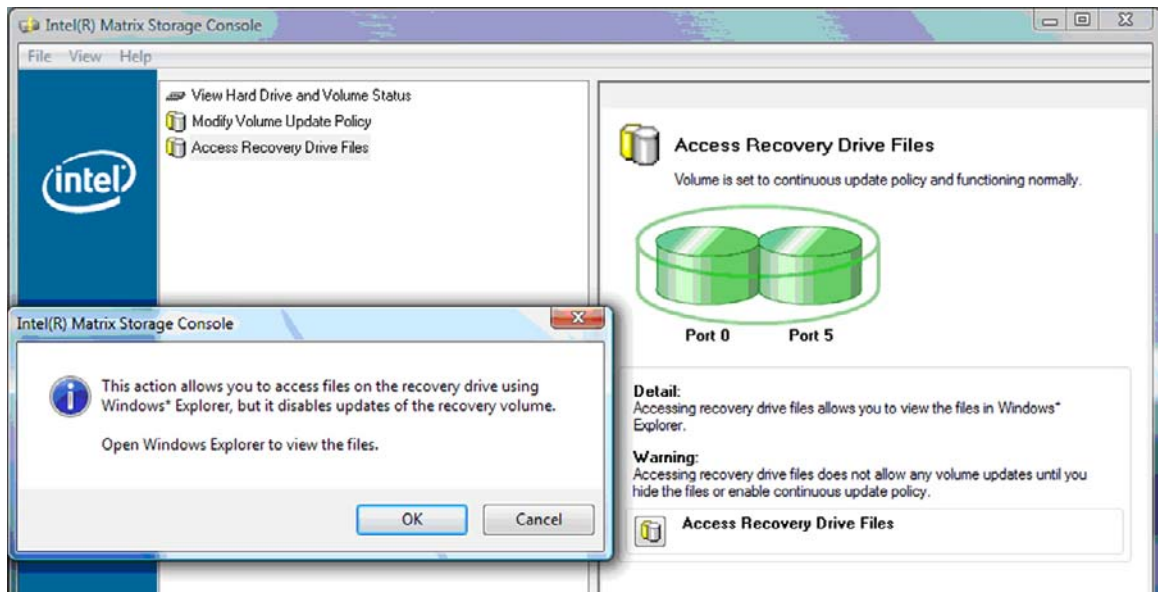 Intel(R) Matrix Storage Console
File View Help
View Hard Drive and Volume Status
Modify Volume Update Policy
Access Recovery Drive Files
intel
Access Recovery Drive Files
Volume is set to continuous update policy and functioning normally.
Port 0 Port 5
Detail:
Accessing recovery drive files allows you to view the files in Windows*
Explorer.
Warning:
Accessing recovery drive files does not allow any volume updates until you
hide the files or enable continuous update policy.
Access Recovery Drive Files
Intel(R) Matrix Storage Console
This action allows you to access files on the recovery drive using
Windows* Explorer, but it disables updates of the recovery volume.
Open Windows Explorer to view the files.
OK Cancel